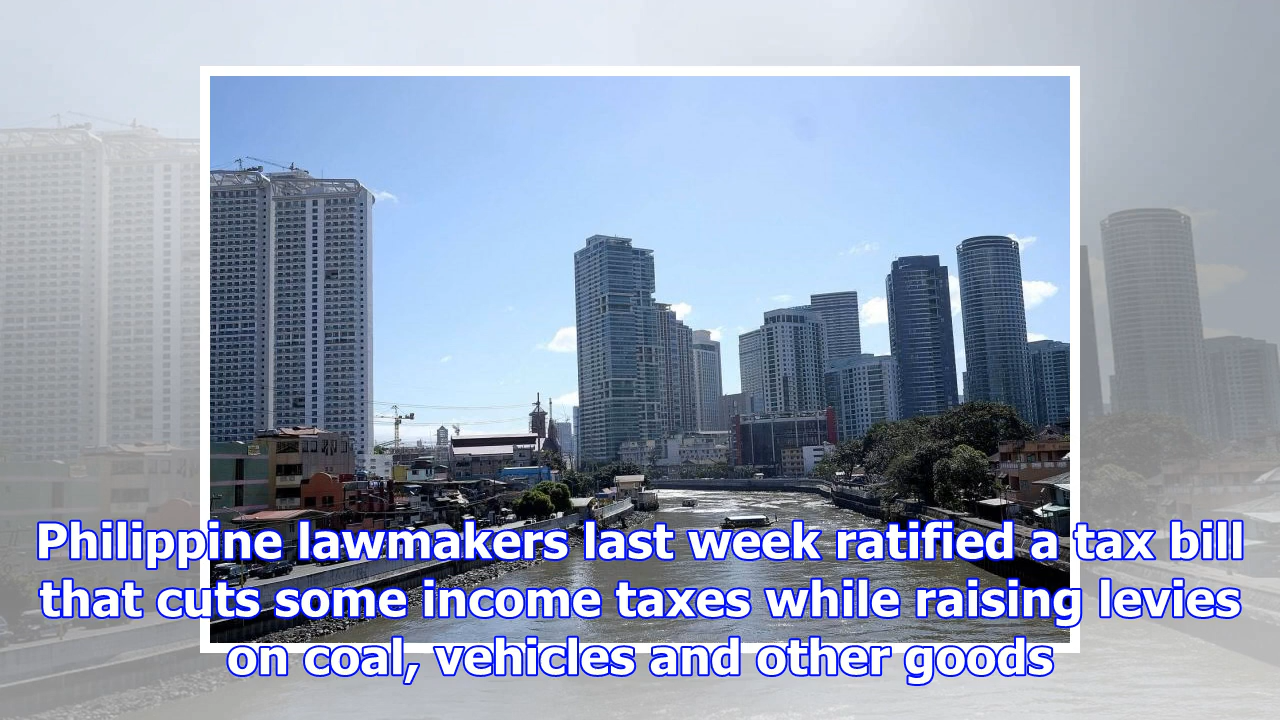 Philippine lawmakers last week ratified a tax bill
that cuts some income taxes while raising levies
on coal, vehicles and other goods